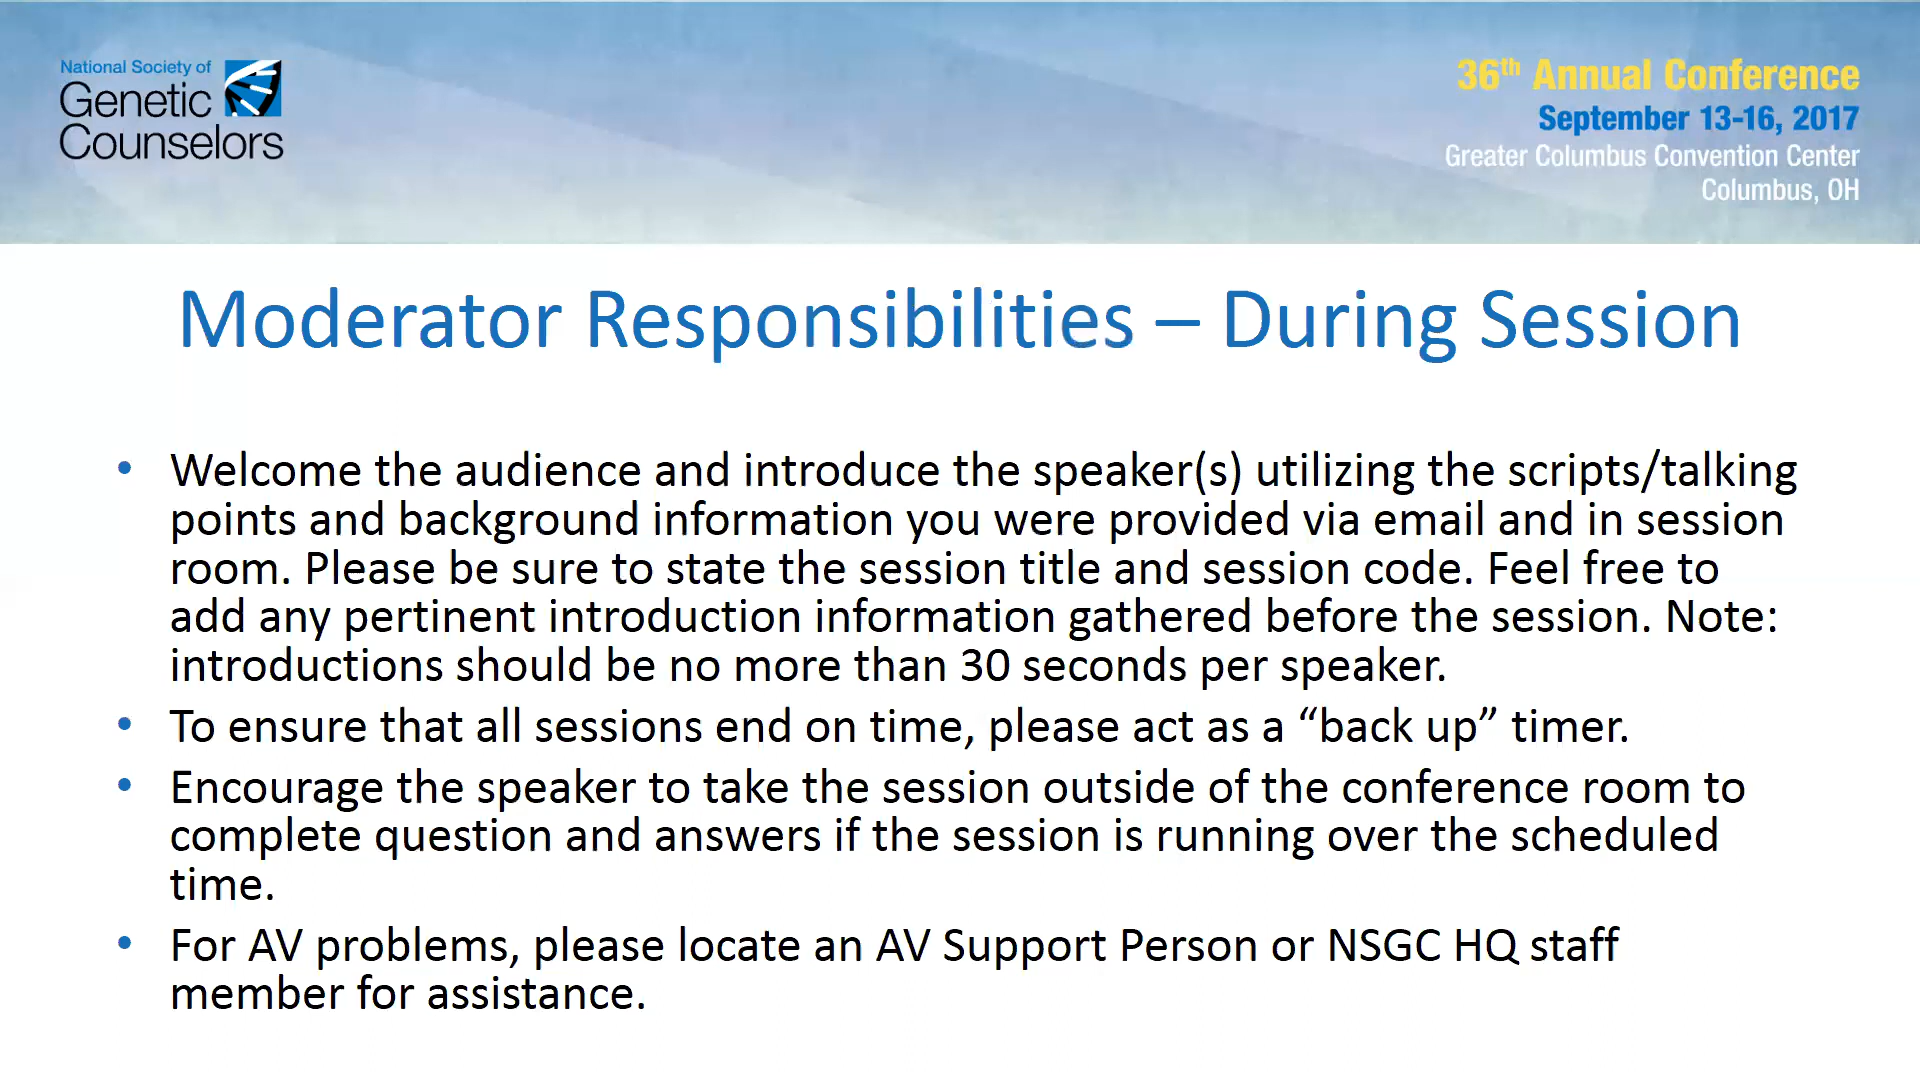 National Society of
Genetic
Counselors
36th Annual Conference
September 13-16, 2017
Greater Columbus Convention Center
Columbus, OH
Moderator Responsibilities – During Session
• Welcome the audience and introduce the speaker(s) utilizing the scripts/talking
points and background information you were provided via email and in session
room. Please be sure to state the session title and session code. Feel free to
add any pertinent introduction information gathered before the session. Note:
introductions should be no more than 30 seconds per speaker.
• To ensure that all sessions end on time, please act as a “back up” timer.
• Encourage the speaker to take the session outside of the conference room to
complete question and answers if the session is running over the scheduled
time.
• For AV problems, please locate an AV Support Person or NSGC HQ staff
member for assistance.